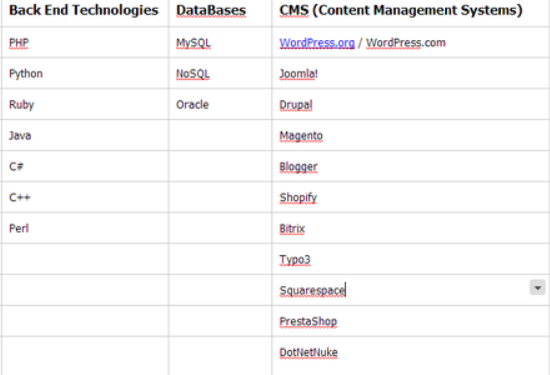 Back End Technologies DataBases CMS (Content Management Systems)
PHP MySQL WordPress.org / WordPress.com
Python NoSQL Joomla!
Ruby Oracle Drupal
Java Magento
C# Blogger
C++ Shopify
Perl Bitrix
Typo3
Squarespace
PrestaShop
DotNetNuke